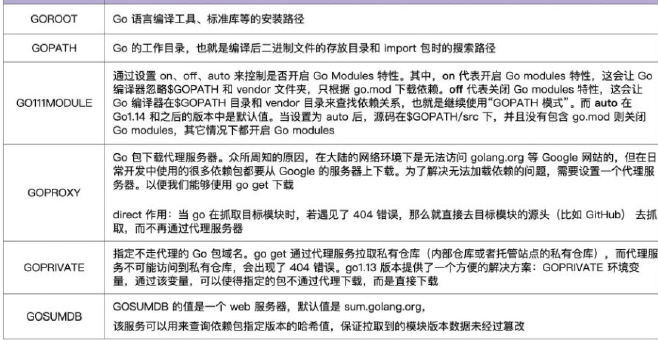 GOROOT
Go 语言编译工具、标准库等的安装路径
GOPATH
Go 的工作目录，也就是编译后二进制文件的存放目录和 import 包时的搜索路径
GO111MODULE
通过设置 on、off、auto 来控制是否开启 Go Modules 特性。其中，on 代表开启 Go modules 特性，这会让 Go
编译器忽略$GOPATH 和 vendor 文件夹，只根据 go.mod 下载依赖。off 代表关闭 Go modules 特性，这会让
Go 编译器在$GOPATH 目录和 vendor 目录来查找依赖关系，也就是继续使用“GOPATH 模式”。而 auto 在
Go1.14 和之后的版本中是默认值。当设置为 auto 后，源码在$GOPATH/src 下，并且没有包含 go.mod 则关闭
Go modules，其它情况下都开启 Go modules
GOPROXY
Go 包下载代理服务器。众所周知的原因，在大陆的网络环境下是无法访问 golang.org 等 Google 网站的，但在日
常开发中使用的很多依赖包都要从 Google 的服务器上下载。为了解决无法加载依赖的问题，需要设置一个代理服
务器。以便我们能够使用 go get 下载
direct 作用：当 go 在抓取目标模块时，若遇见了 404 错误，那么就直接去目标模块的源头（比如 GitHub） 去抓
取，而不再通过代理服务器
GOPRIVATE
指定不走代理的 Go 包域名。go get 通过代理服务拉取私有仓库（内部仓库或者托管站点的私有仓库），而代理服
务不可能访问到私有仓库，会出现了 404 错误。go1.13 版本提供了一个方便的解决方案：GOPRIVATE 环境变
量，通过该变量，可以使得指定的包不通过代理下载，而是直接下载
GOSUMDB
GOSUMDB 的值是一个 web 服务器，默认值是 sum.golang.org，
该服务可以用来查询依赖包指定版本的哈希值，保证拉取到的模块版本数据未经过篡改